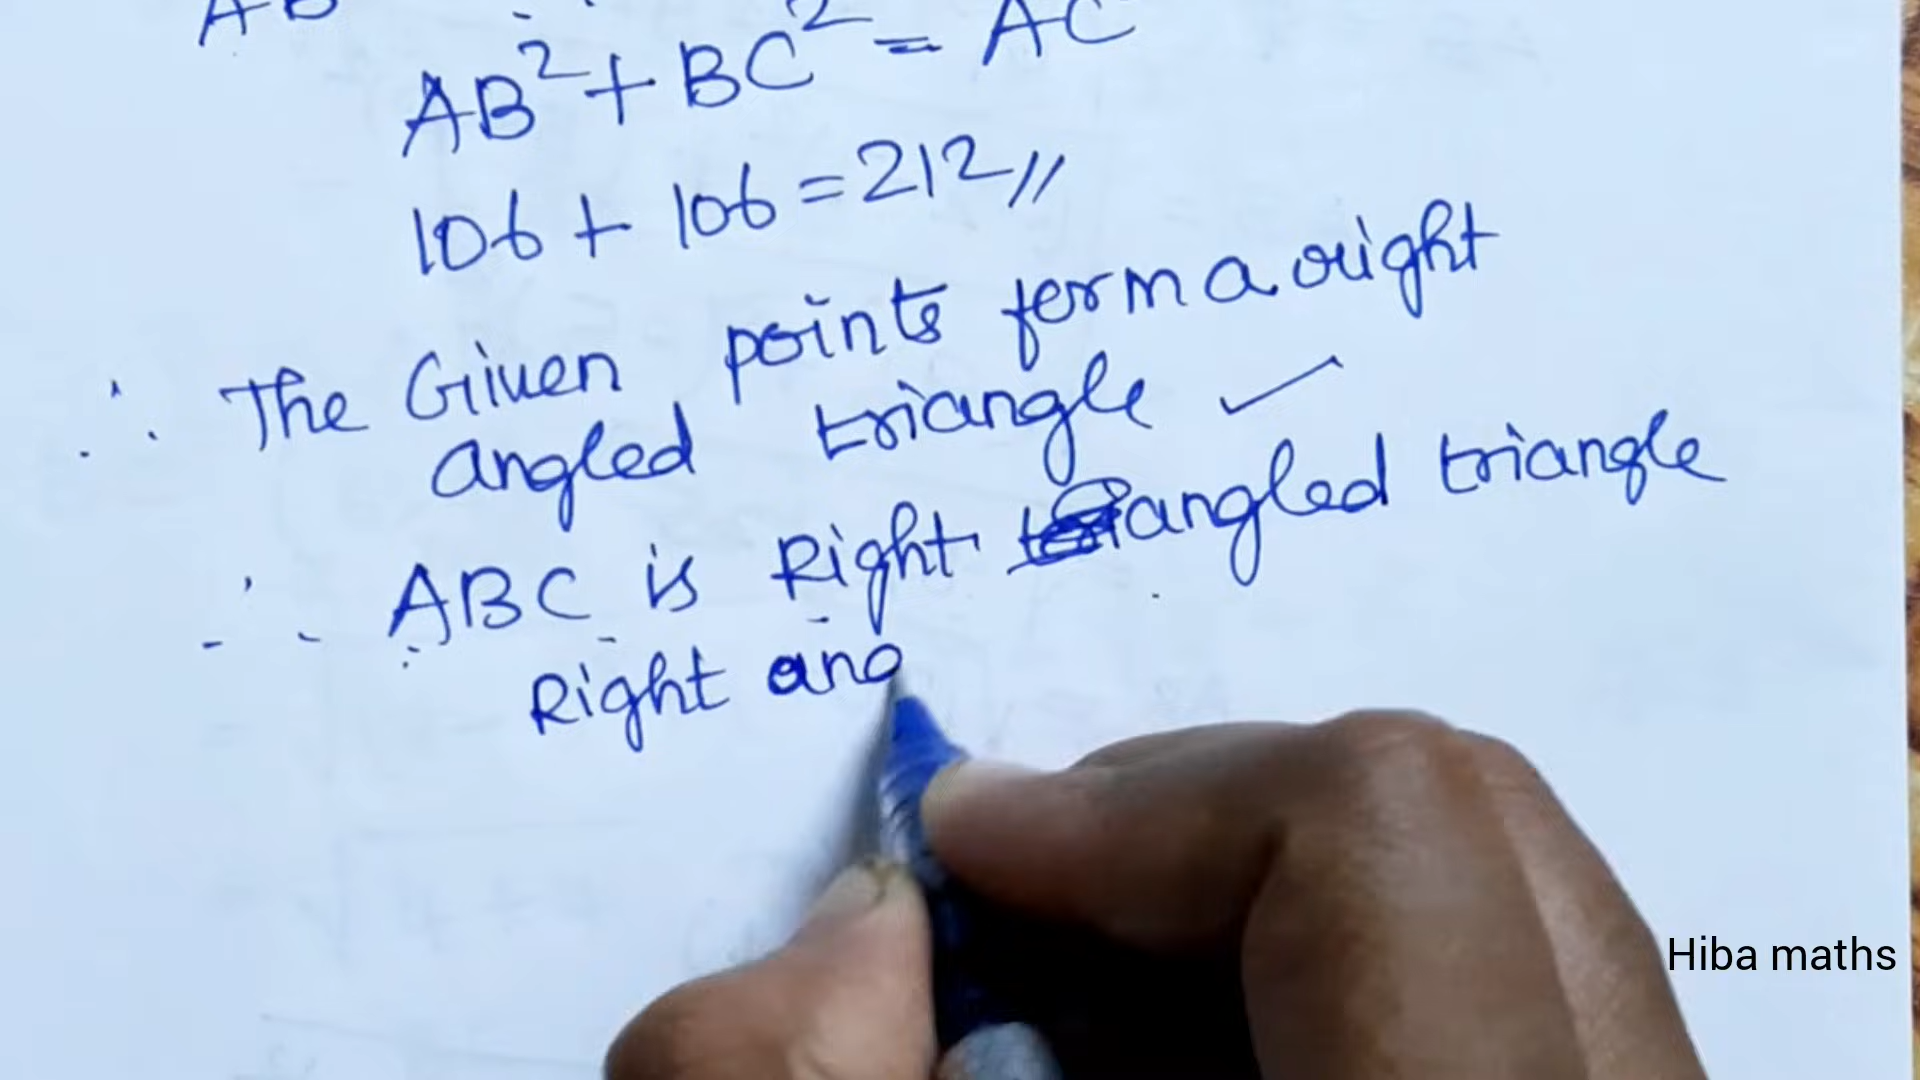 AB
AB² + BC² = AC
106 + 106 = 212 //
∴ The Given points form a right
angled triangle ✓
∴ ABC is Right angled triangle
Right ang
Hiba maths